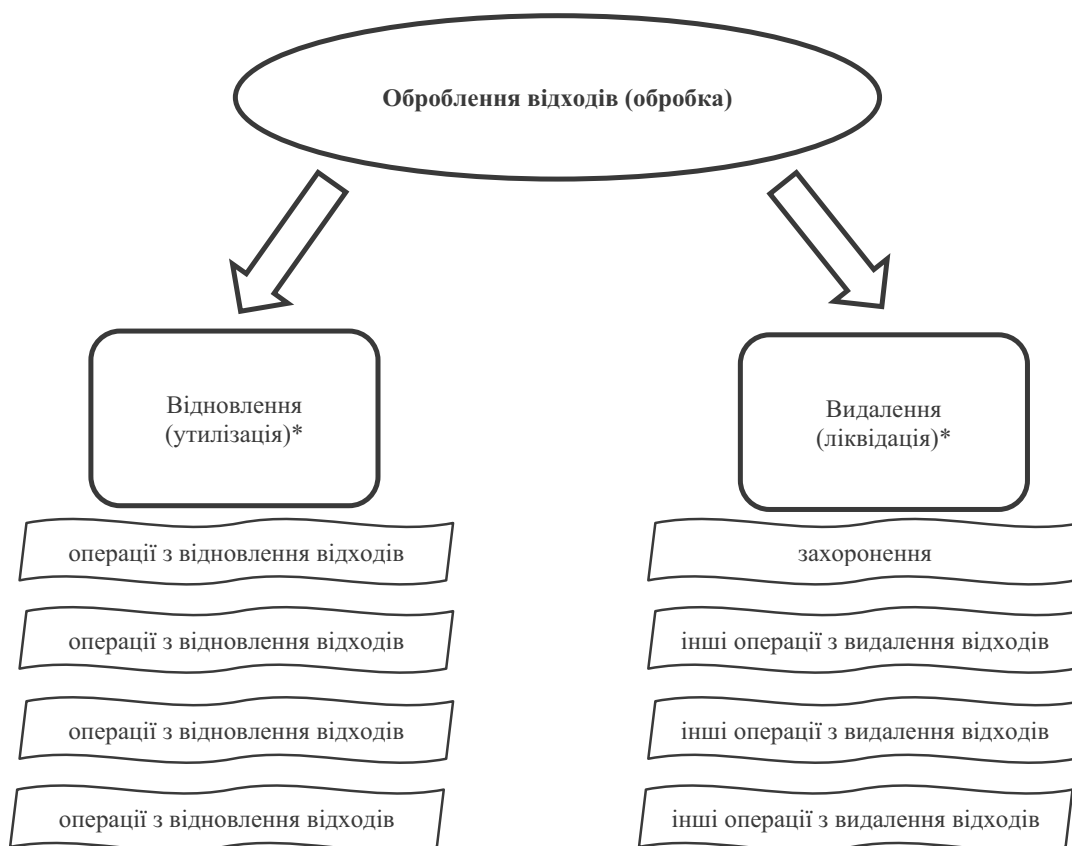 Оброблення відходів (обробка)
Відновлення
(утилізація)*
Видалення
(ліквідація)*
операції з відновлення відходів
захоронення
операції з відновлення відходів
інші операції з видалення відходів
операції з відновлення відходів
інші операції з видалення відходів
операції з відновлення відходів
інші операції з видалення відходів